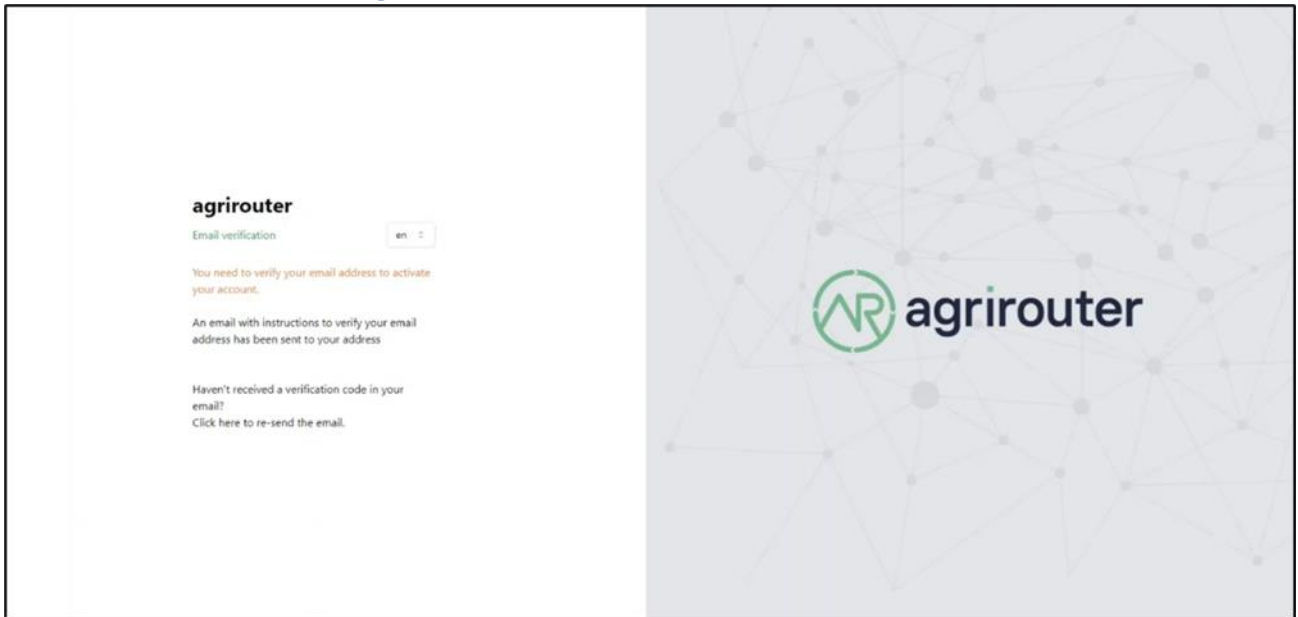 agrirouter
Email verification
en
You need to verify your email address to activate
your account.
An email with instructions to verify your email
address has been sent to your address
Haven't received a verification code in your
email?
Click here to re-send the email.
AR agrirouter